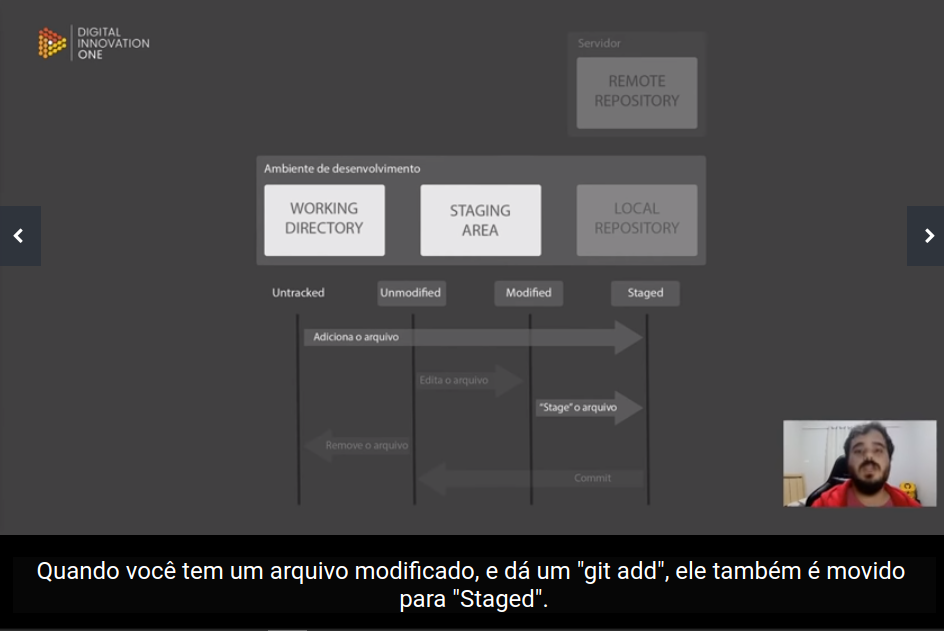 DIGITAL
INNOVATION
ONE
Servidor
REMOTE
REPOSITORY
Ambiente de desenvolvimento
WORKING
DIRECTORY
STAGING
AREA
LOCAL
REPOSITORY
Untracked
Unmodified
Modified
Staged
Adiciona o arquivo
Edita o arquivo
"Stage" o arquivo
Remove o arquivo
Commit
Quando você tem um arquivo modificado, e dá um "git add", ele também é movido
para "Staged".